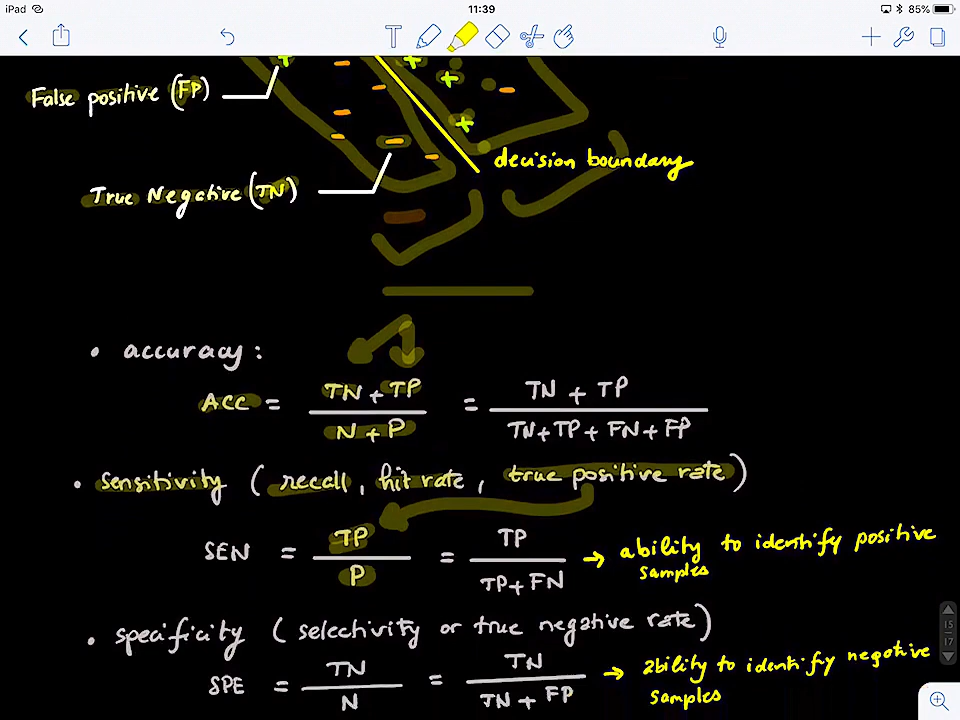 iPad 11:39 85%
T
False positive (FP)
decision boundary
True Negative (TN)
• accuracy:
ACC = TN + TP / N + P = TN + TP / TN + TP + FN + FP
• sensitivity (recall, hit rate, true positive rate)
SEN = TP / P = TP / TP + FN → ability to identify positive
samples
• specificity (selectivity or true negative rate)
SPE = TN / N = TN / TN + FP → ability to identify negative
samples
15
17